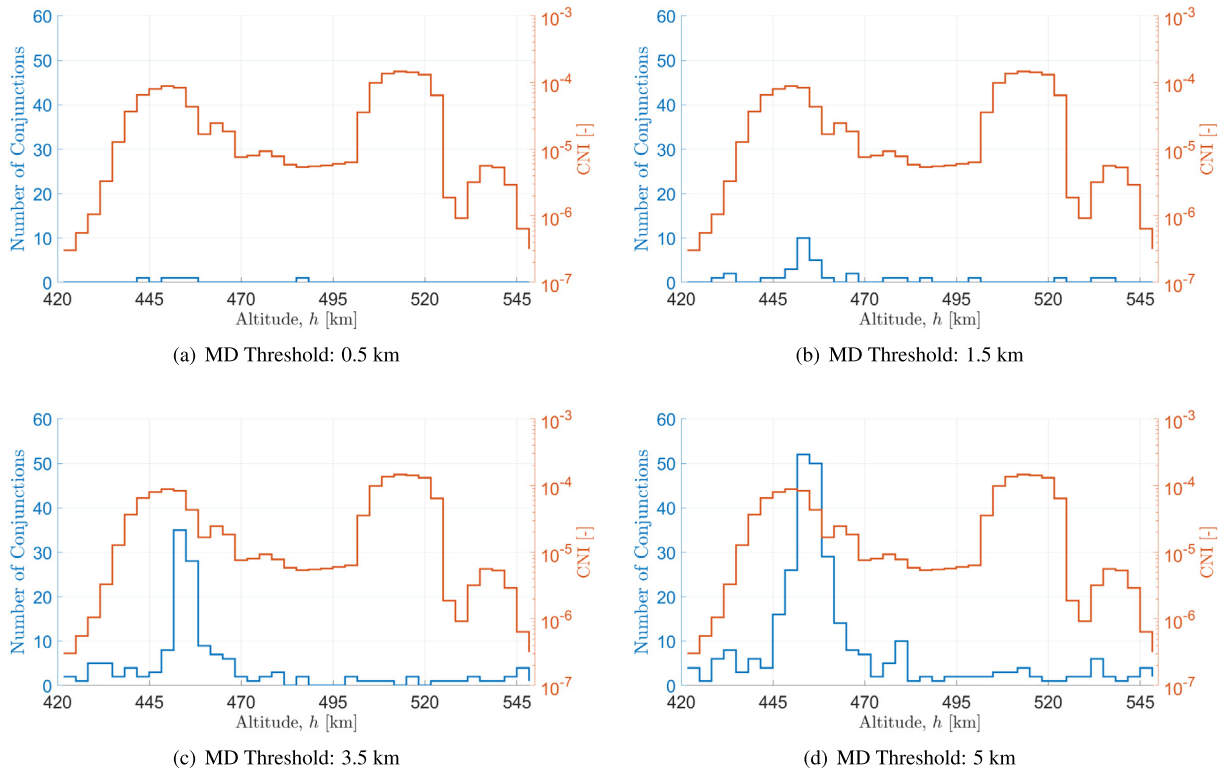 60
50
40
30
20
10
0
Number of Conjunctions
10-3
10-4
10-5
10-6
10-7
CNI [-]
420 445 470 495 520 545
Altitude, h [km]
(a) MD Threshold: 0.5 km
60
50
40
30
20
10
0
Number of Conjunctions
10-3
10-4
10-5
10-6
10-7
CNI [-]
420 445 470 495 520 545
Altitude, h [km]
(b) MD Threshold: 1.5 km
60
50
40
30
20
10
0
Number of Conjunctions
10-3
10-4
10-5
10-6
10-7
CNI [-]
420 445 470 495 520 545
Altitude, h [km]
(c) MD Threshold: 3.5 km
60
50
40
30
20
10
0
Number of Conjunctions
10-3
10-4
10-5
10-6
10-7
CNI [-]
420 445 470 495 520 545
Altitude, h [km]
(d) MD Threshold: 5 km